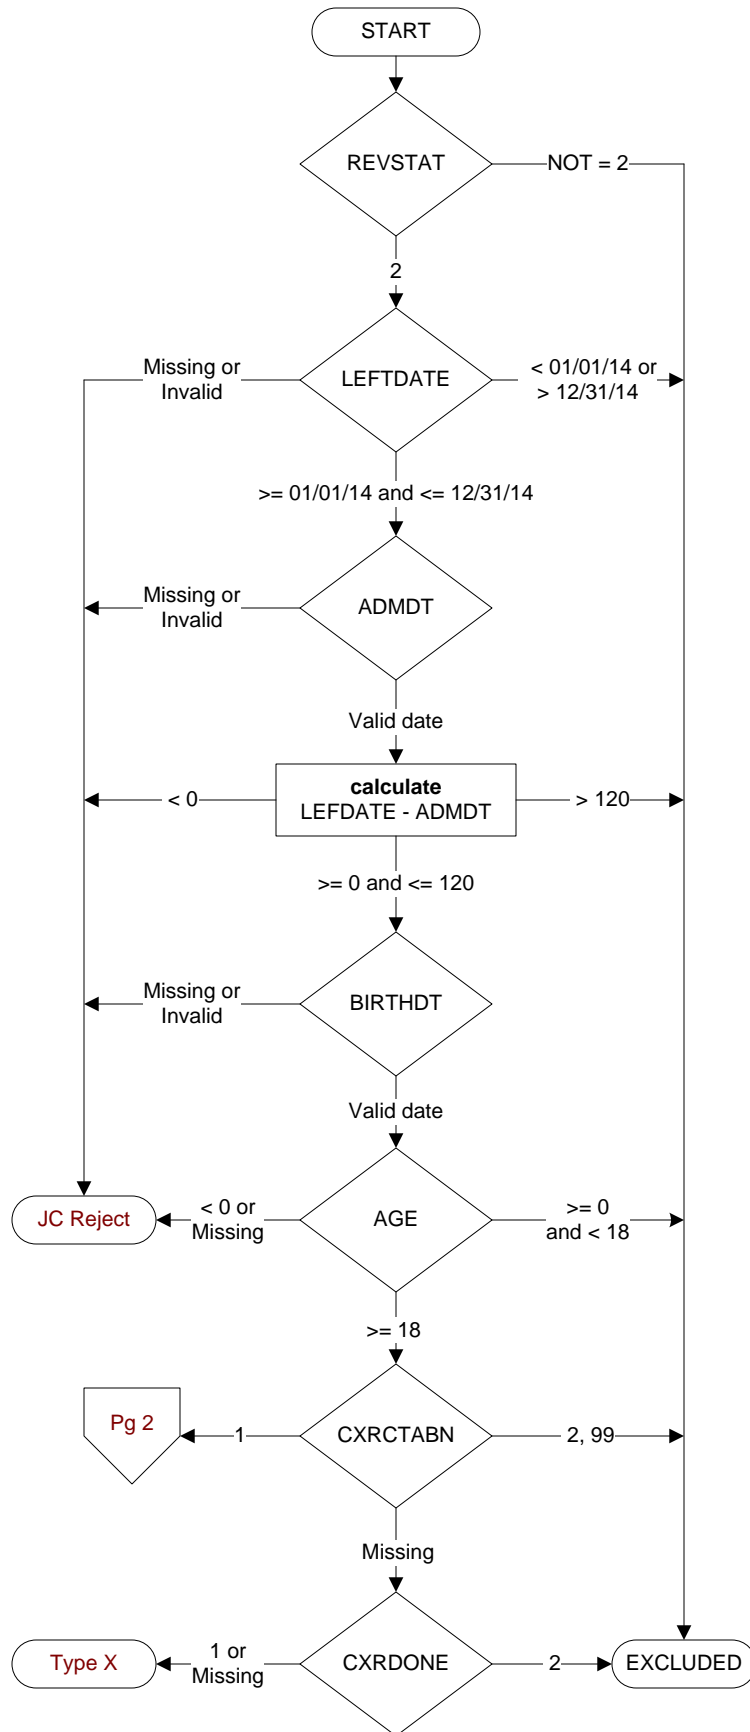 START
REVSTAT
NOT = 2
2
Missing or
Invalid
LEFTDATE
< 01/01/14 or
> 12/31/14
>= 01/01/14 and <= 12/31/14
Missing or
Invalid
ADMDT
Valid date
< 0
calculate
LEFDATE - ADMDT
> 120
>= 0 and <= 120
Missing or
Invalid
BIRTHDT
Valid date
JC Reject
< 0 or
Missing
AGE
>= 0
and < 18
>= 18
Pg 2
1
CXRCTABN
2, 99
Missing
Type X
1 or
Missing
CXRDONE
2
EXCLUDED